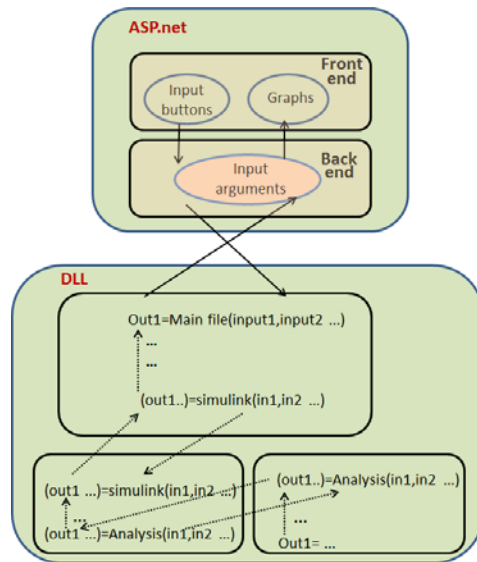 ASP.net
Front
end
Input
buttons
Graphs
Back
end
Input
arguments
DLL
Out1=Main file(input1,input2 ...)
...
...
(out1..)=simulink(in1,in2 ...)
(out1 ...)=simulink(in1,in2 ...)
...
(out1 ...)=Analysis(in1,in2 ...)
(out1..)=Analysis(in1,in2 ...)
...
Out1= ...